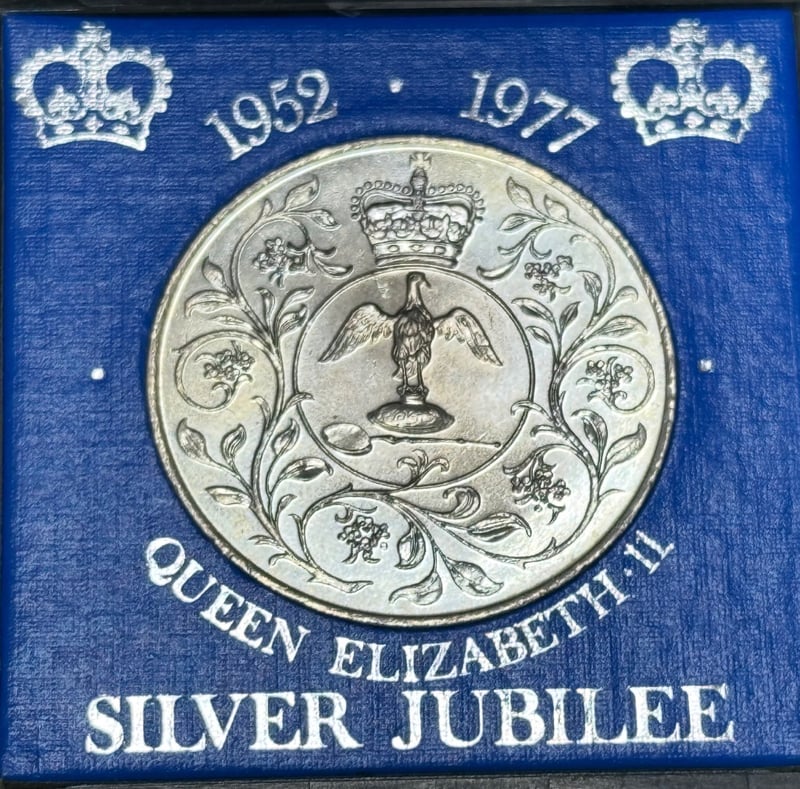 1952 · 1977
QUEEN ELIZABETH · II
SILVER JUBILEE